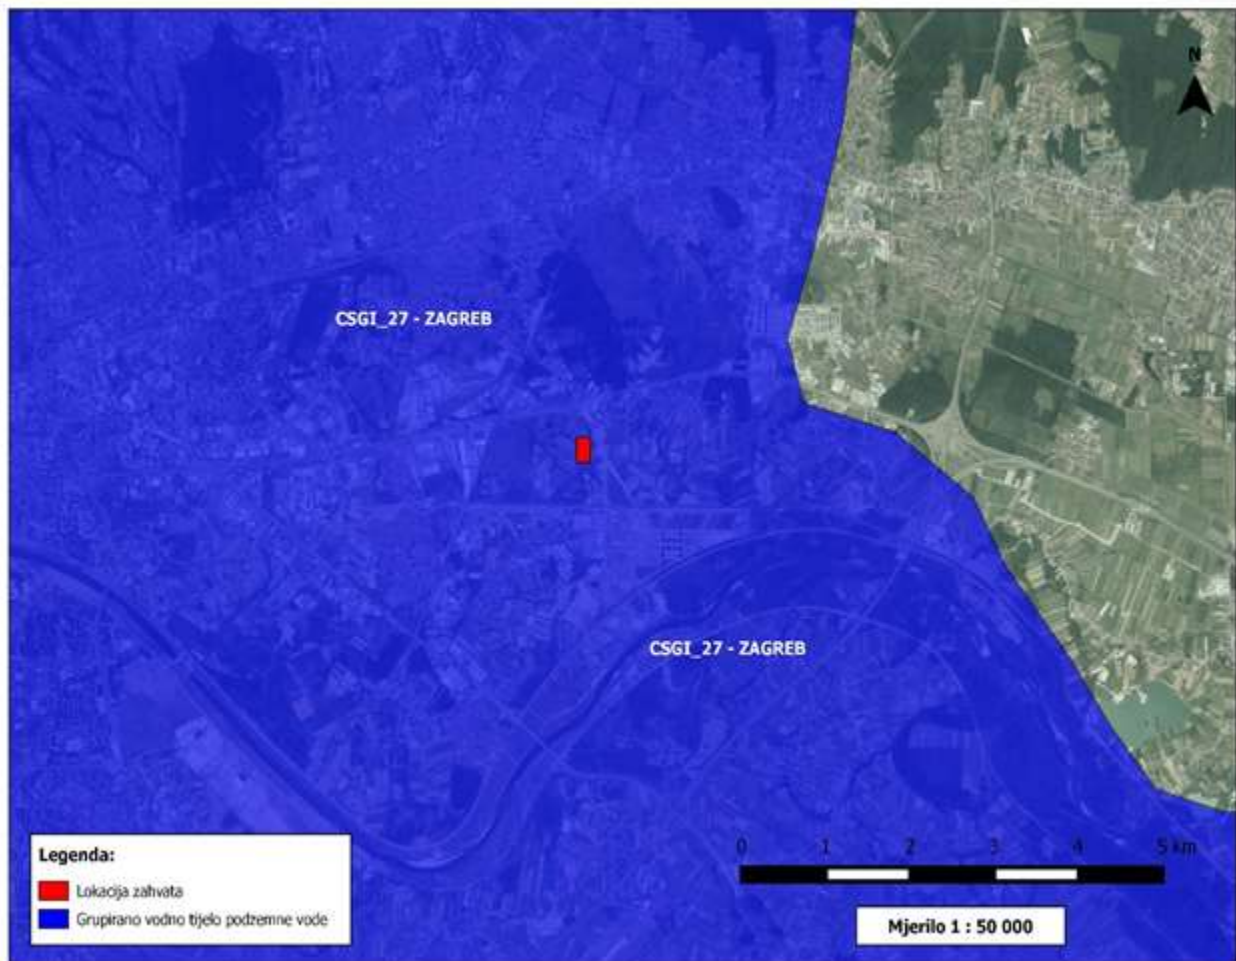 N
CSGI_27 - ZAGREB
CSGI_27 - ZAGREB
Legenda:
Lokacija zahvata
Grupirano vodno tijelo podzemne vode
0 1 2 3 4 5 km
Mjerilo 1 : 50 000